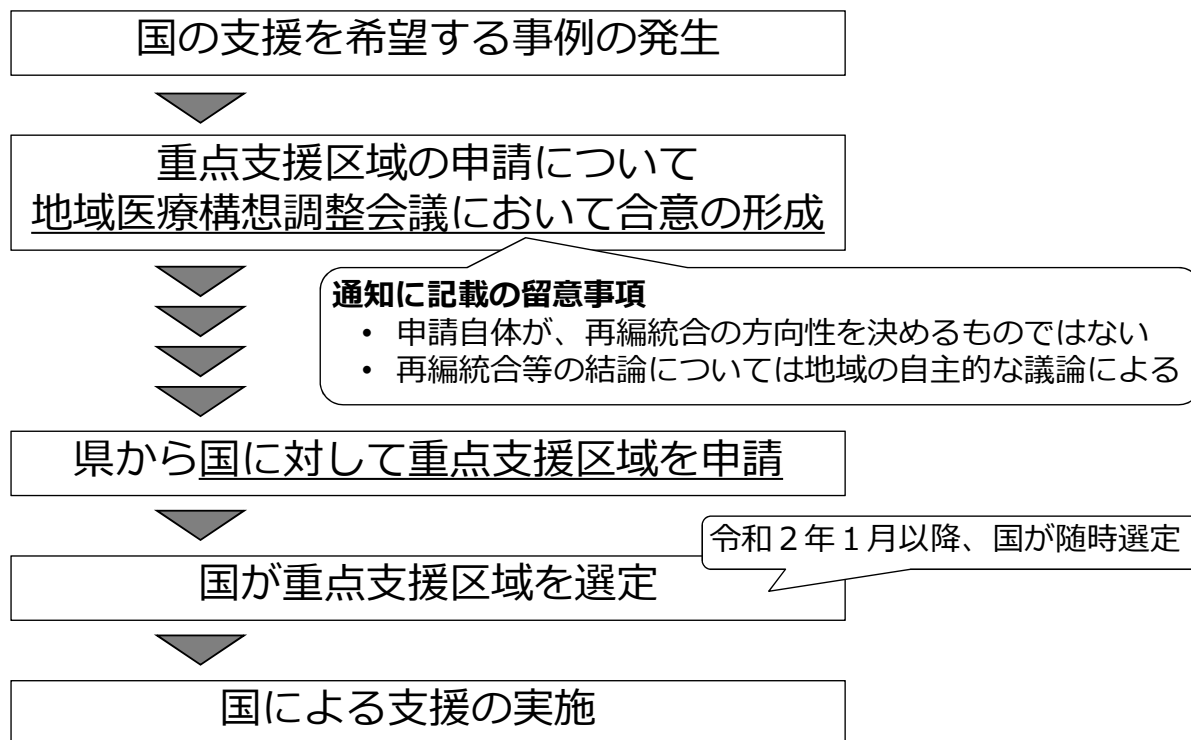 国の支援を希望する事例の発生
重点支援区域の申請について
地域医療構想調整会議において合意の形成
通知に記載の留意事項
• 申請自体が、再編統合の方向性を決めるものではない
• 再編統合等の結論については地域の自主的な議論による
県から国に対して重点支援区域を申請
令和２年１月以降、国が随時選定
国が重点支援区域を選定
国による支援の実施